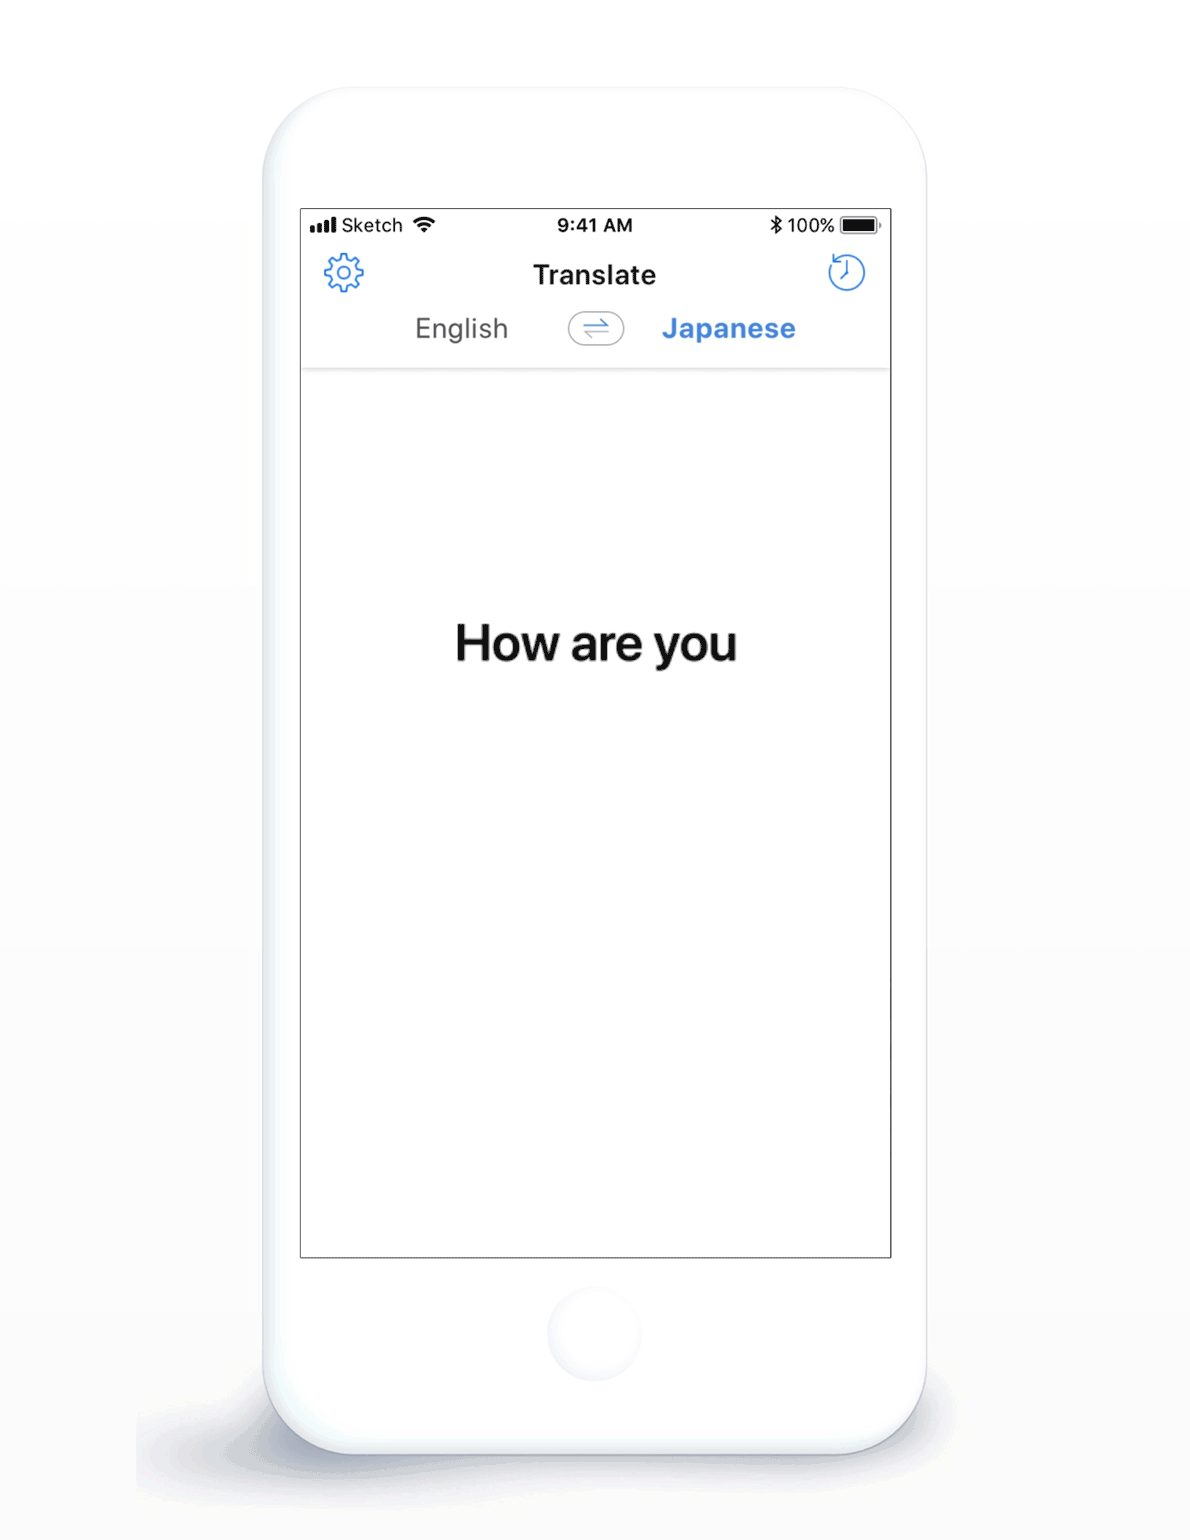 Sketch 9:41 AM 100%
Translate
English Japanese
How are you